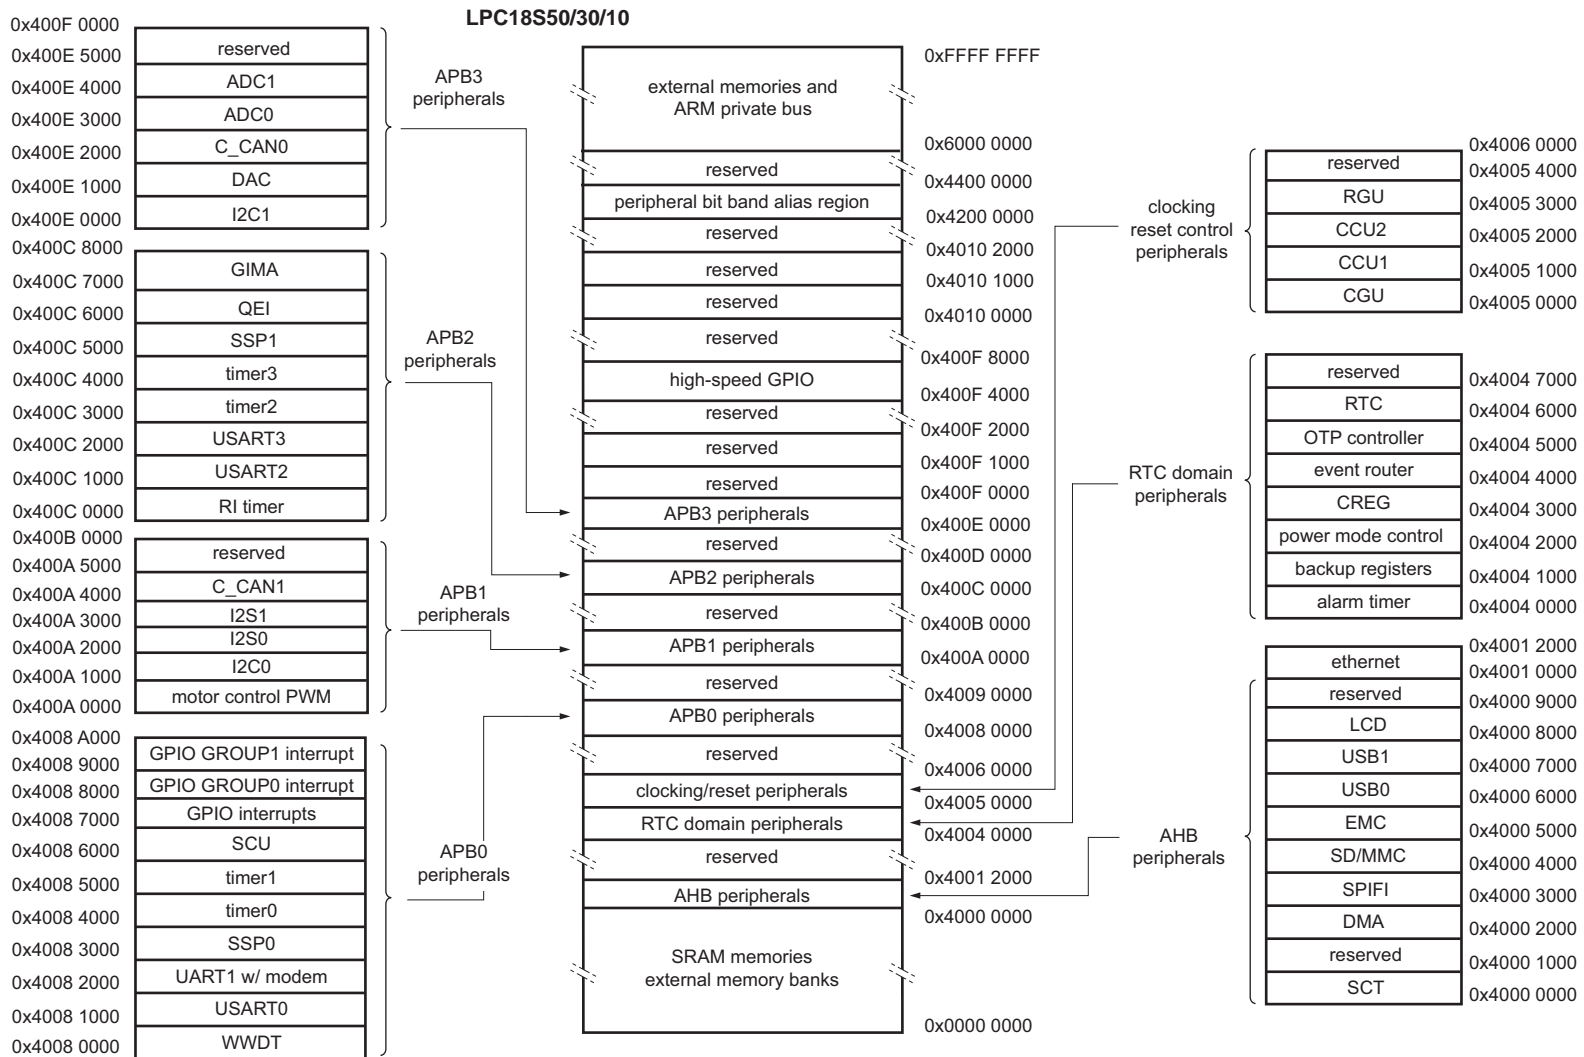 LPC18S50/30/10
0x400F 0000
reserved
0x400E 5000
ADC1
0x400E 4000
ADC0
0x400E 3000
C_CAN0
0x400E 2000
DAC
0x400E 1000
I2C1
0x400E 0000
APB3
peripherals
0x400C 8000
GIMA
0x400C 7000
QEI
0x400C 6000
SSP1
0x400C 5000
timer3
0x400C 4000
timer2
0x400C 3000
USART3
0x400C 2000
USART2
0x400C 1000
RI timer
0x400C 0000
APB2
peripherals
0x400B 0000
reserved
0x400A 5000
C_CAN1
0x400A 4000
I2S1
0x400A 3000
I2S0
0x400A 2000
I2C0
0x400A 1000
motor control PWM
0x400A 0000
APB1
peripherals
0x4008 A000
GPIO GROUP1 interrupt
0x4008 9000
GPIO GROUP0 interrupt
0x4008 8000
GPIO interrupts
0x4008 7000
SCU
0x4008 6000
timer1
0x4008 5000
timer0
0x4008 4000
SSP0
0x4008 3000
UART1 w/ modem
0x4008 2000
USART0
0x4008 1000
WWDT
0x4008 0000
APB0
peripherals
0xFFFF FFFF
external memories and
ARM private bus
0x6000 0000
reserved
0x4400 0000
peripheral bit band alias region
0x4200 0000
reserved
0x4010 2000
reserved
0x4010 1000
reserved
0x4010 0000
reserved
0x400F 8000
high-speed GPIO
0x400F 4000
reserved
0x400F 2000
reserved
0x400F 1000
reserved
0x400F 0000
APB3 peripherals
0x400E 0000
reserved
0x400D 0000
APB2 peripherals
0x400C 0000
reserved
0x400B 0000
APB1 peripherals
0x400A 0000
reserved
0x4009 0000
APB0 peripherals
0x4008 0000
reserved
0x4006 0000
clocking/reset peripherals
0x4005 0000
RTC domain peripherals
0x4004 0000
reserved
0x4001 2000
AHB peripherals
0x4000 0000
SRAM memories
external memory banks
0x0000 0000
clocking
reset control
peripherals
0x4006 0000
reserved
0x4005 4000
RGU
0x4005 3000
CCU2
0x4005 2000
CCU1
0x4005 1000
CGU
0x4005 0000
RTC domain
peripherals
reserved
0x4004 7000
RTC
0x4004 6000
OTP controller
0x4004 5000
event router
0x4004 4000
CREG
0x4004 3000
power mode control
0x4004 2000
backup registers
0x4004 1000
alarm timer
0x4004 0000
AHB
peripherals
0x4001 2000
ethernet
0x4001 0000
reserved
0x4000 9000
LCD
0x4000 8000
USB1
0x4000 7000
USB0
0x4000 6000
EMC
0x4000 5000
SD/MMC
0x4000 4000
SPIFI
0x4000 3000
DMA
0x4000 2000
reserved
0x4000 1000
SCT
0x4000 0000